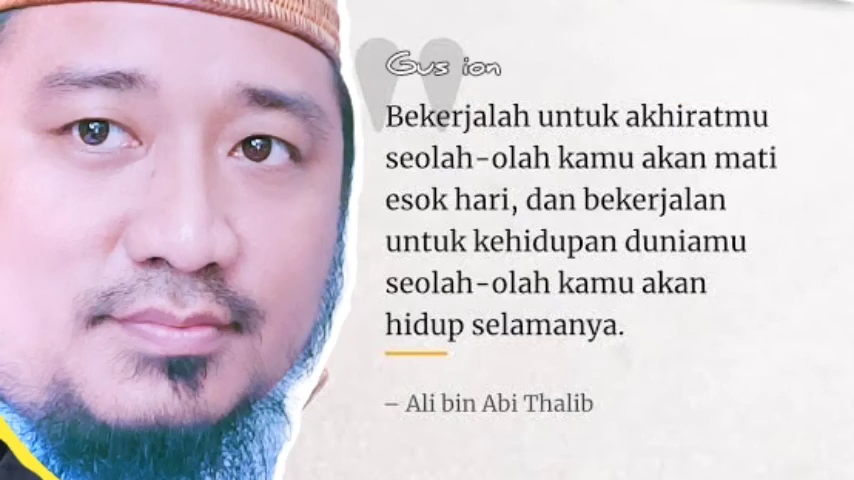 Gus ion
Bekerjalah untuk akhiratmu
seolah-olah kamu akan mati
esok hari, dan bekerjalan
untuk kehidupan duniamu
seolah-olah kamu akan
hidup selamanya.
– Ali bin Abi Thalib